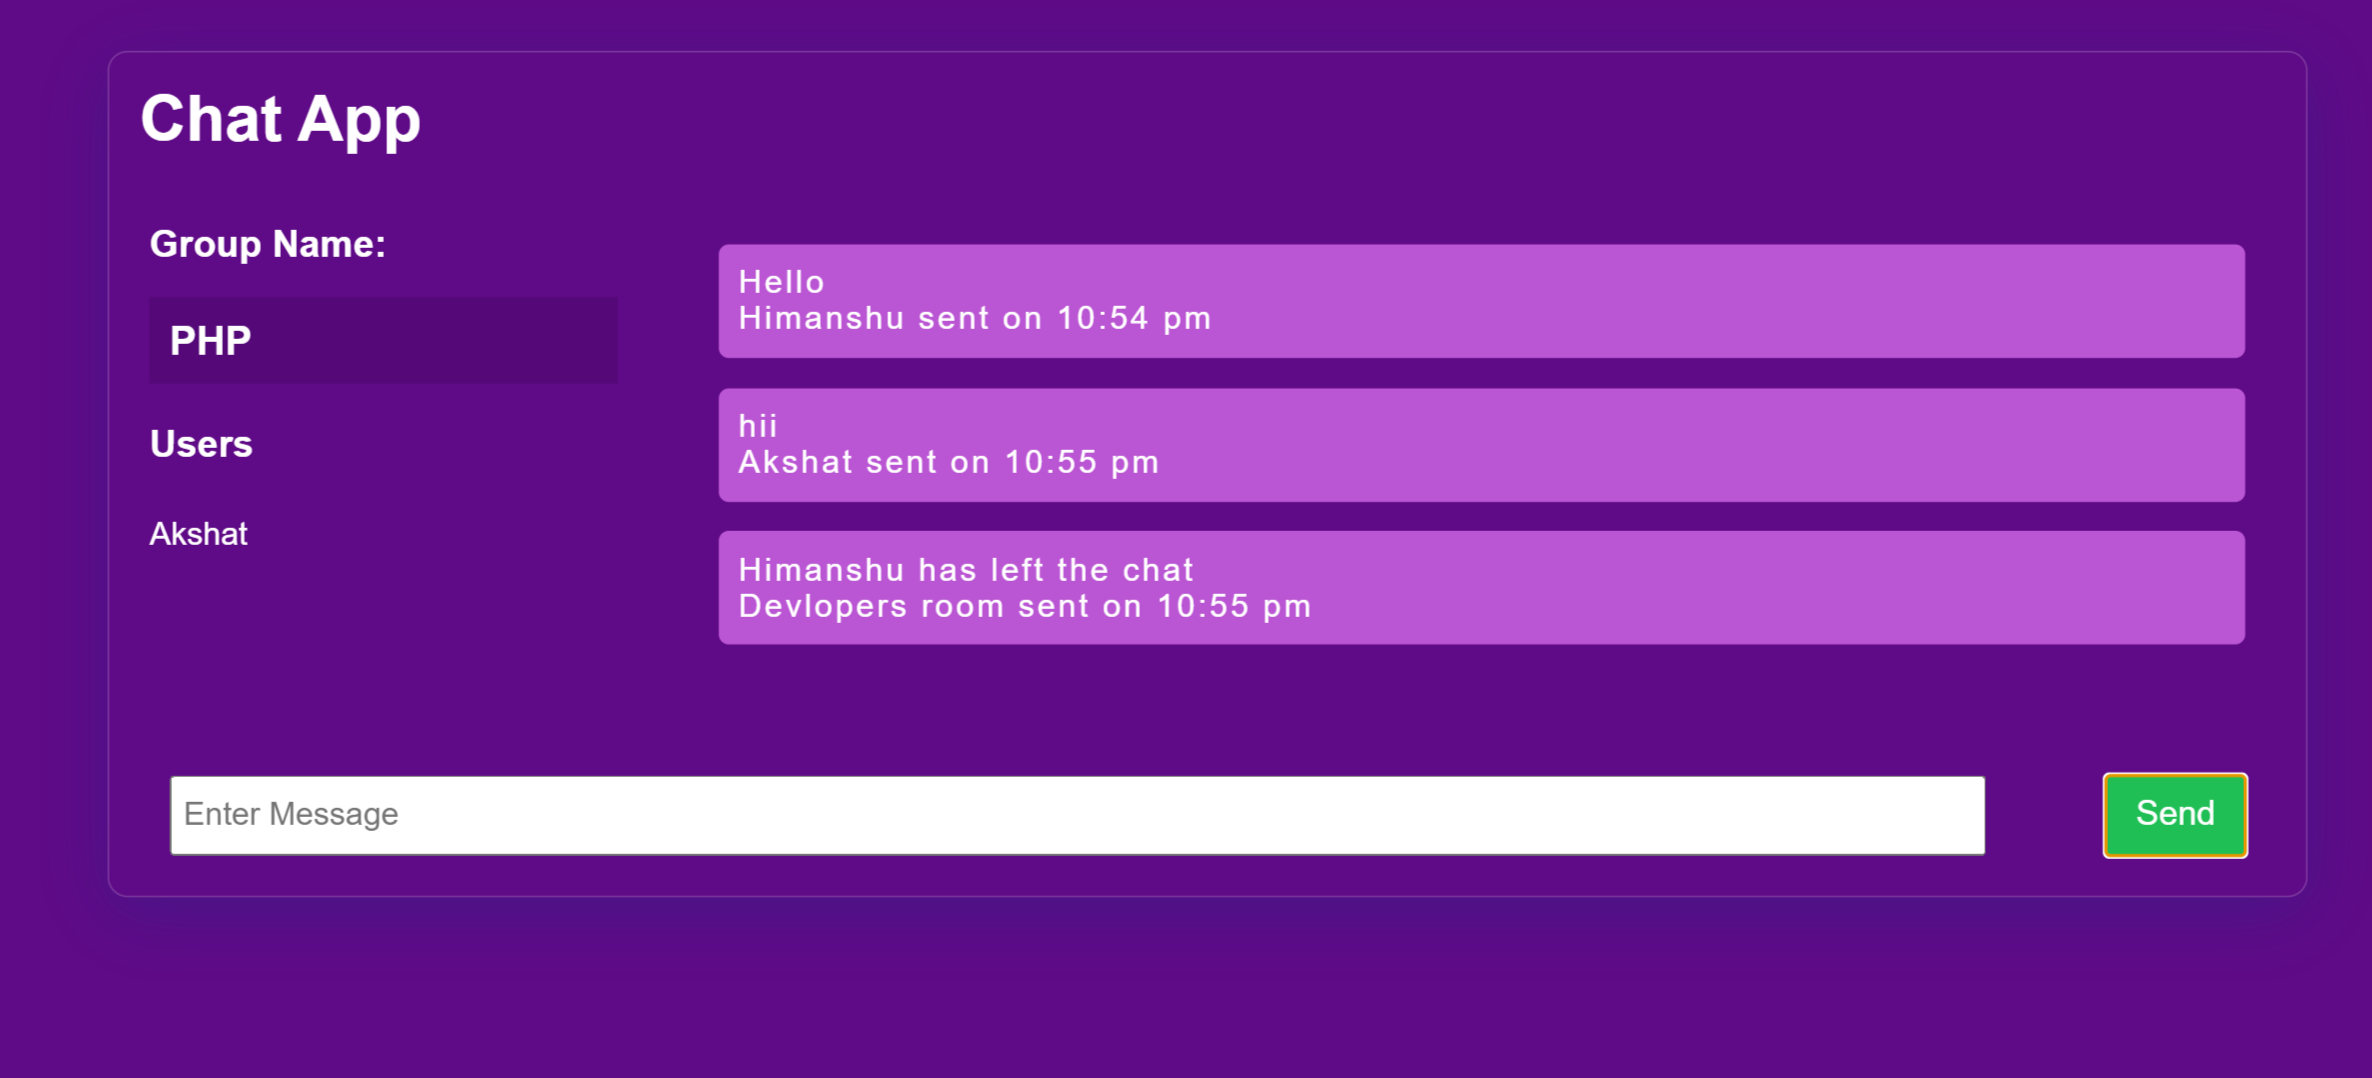 Chat App
Group Name:
PHP
Users
Akshat
Hello
Himanshu sent on 10:54 pm
hii
Akshat sent on 10:55 pm
Himanshu has left the chat
Devlopers room sent on 10:55 pm
Enter Message
Send